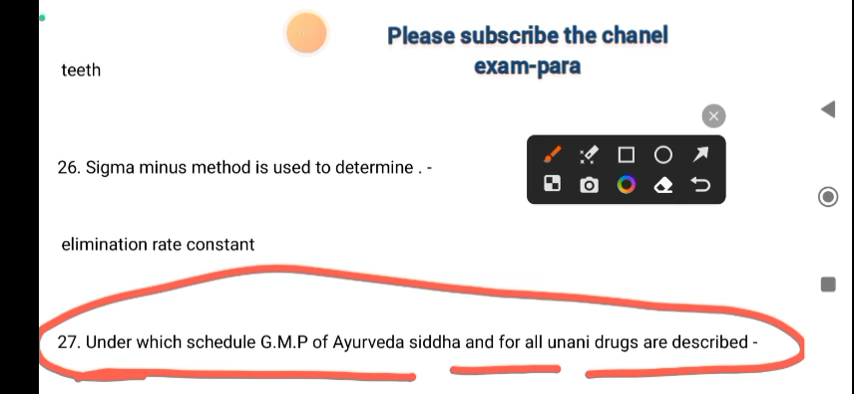 Please subscribe the chanel
exam-para
teeth
26. Sigma minus method is used to determine . -
elimination rate constant
27. Under which schedule G.M.P of Ayurveda siddha and for all unani drugs are described -